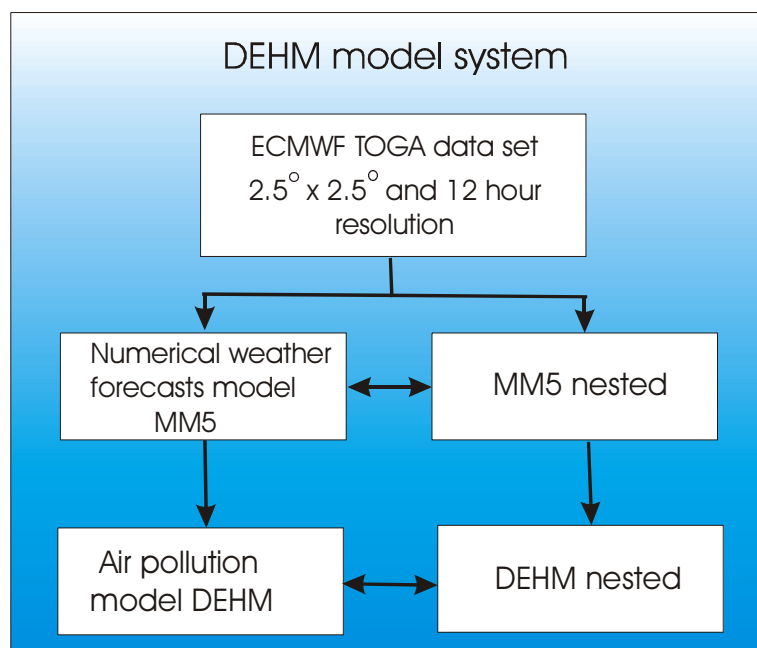 DEHM model system
ECMWF TOGA data set
2.5° x 2.5° and 12 hour
resolution
Numerical weather
forecasts model
MM5
MM5 nested
Air pollution
model DEHM
DEHM nested